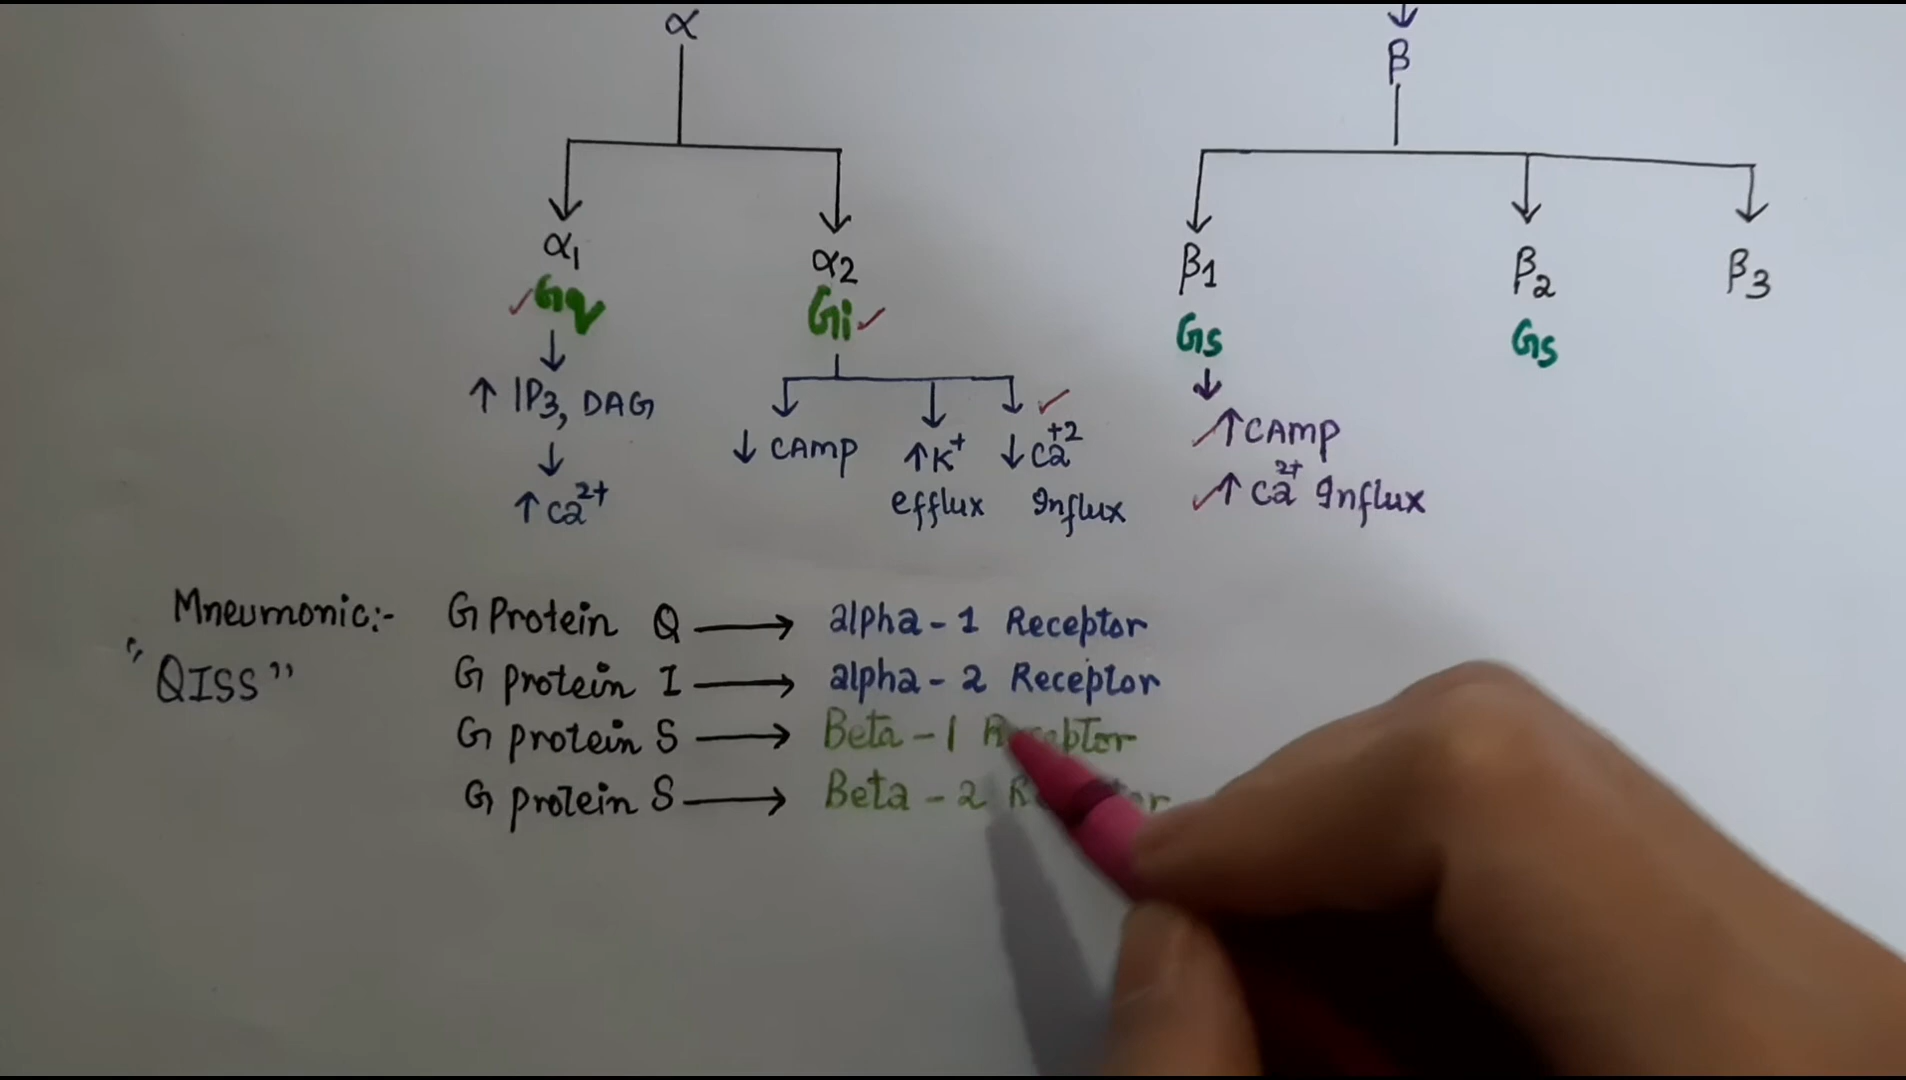 α
β
α1
α2
β1
β2
β3
Gq
Gi
Gs
Gs
↑ IP3, DAG
↑ Ca2+
↓ CAMP
↑K+ efflux
↓ Ca+2 Influx
↑ CAMP
↑ Ca2+ Influx
Mneumonic:-
"QISS"
G Protein Q → alpha-1 Receptor
G protein I → alpha-2 Receptor
G protein S → Beta-1 Receptor
G protein S → Beta-2